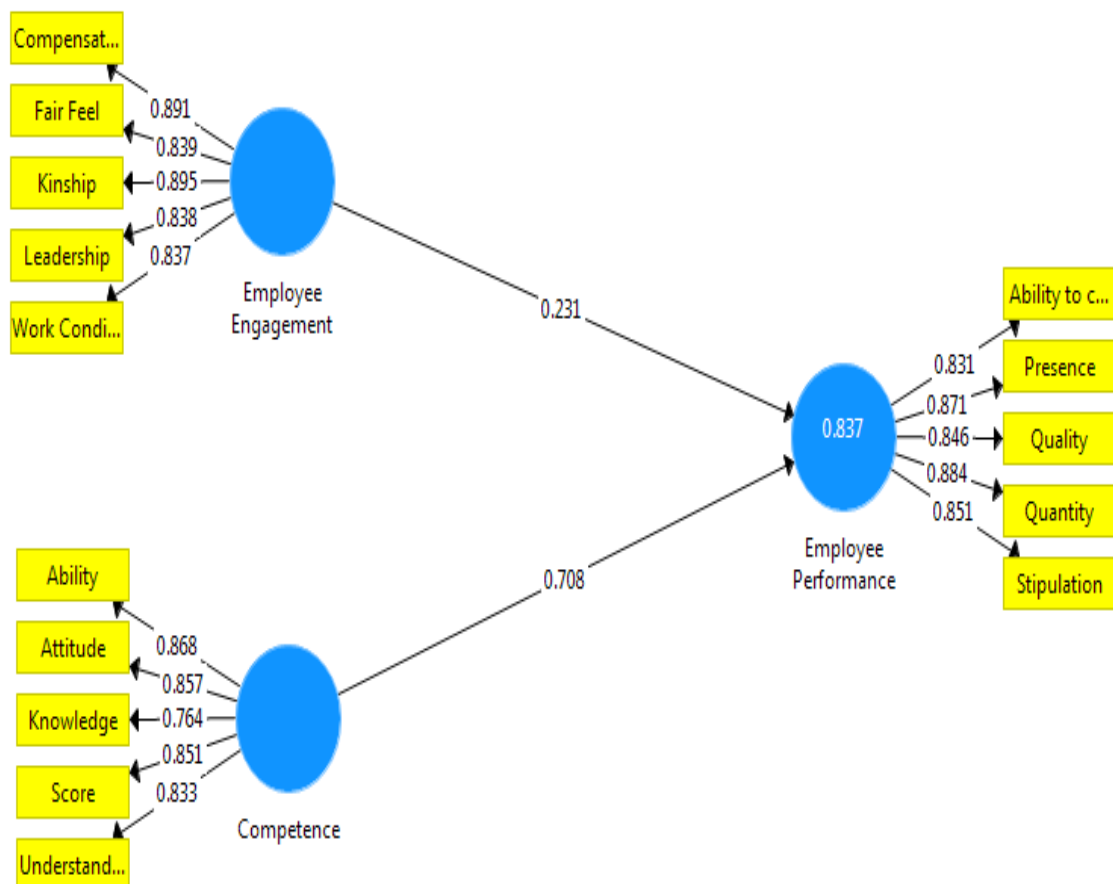 Compensat...
0.891
Fair Feel
0.839
Kinship
0.895
Leadership
0.838
Work Condi...
0.837
Employee
Engagement
0.231
Ability
0.868
Attitude
0.857
Knowledge
0.764
Score
0.851
Understand...
0.833
Competence
0.708
0.837
Employee
Performance
Ability to c...
0.831
Presence
0.871
Quality
0.846
Quantity
0.884
Stipulation
0.851